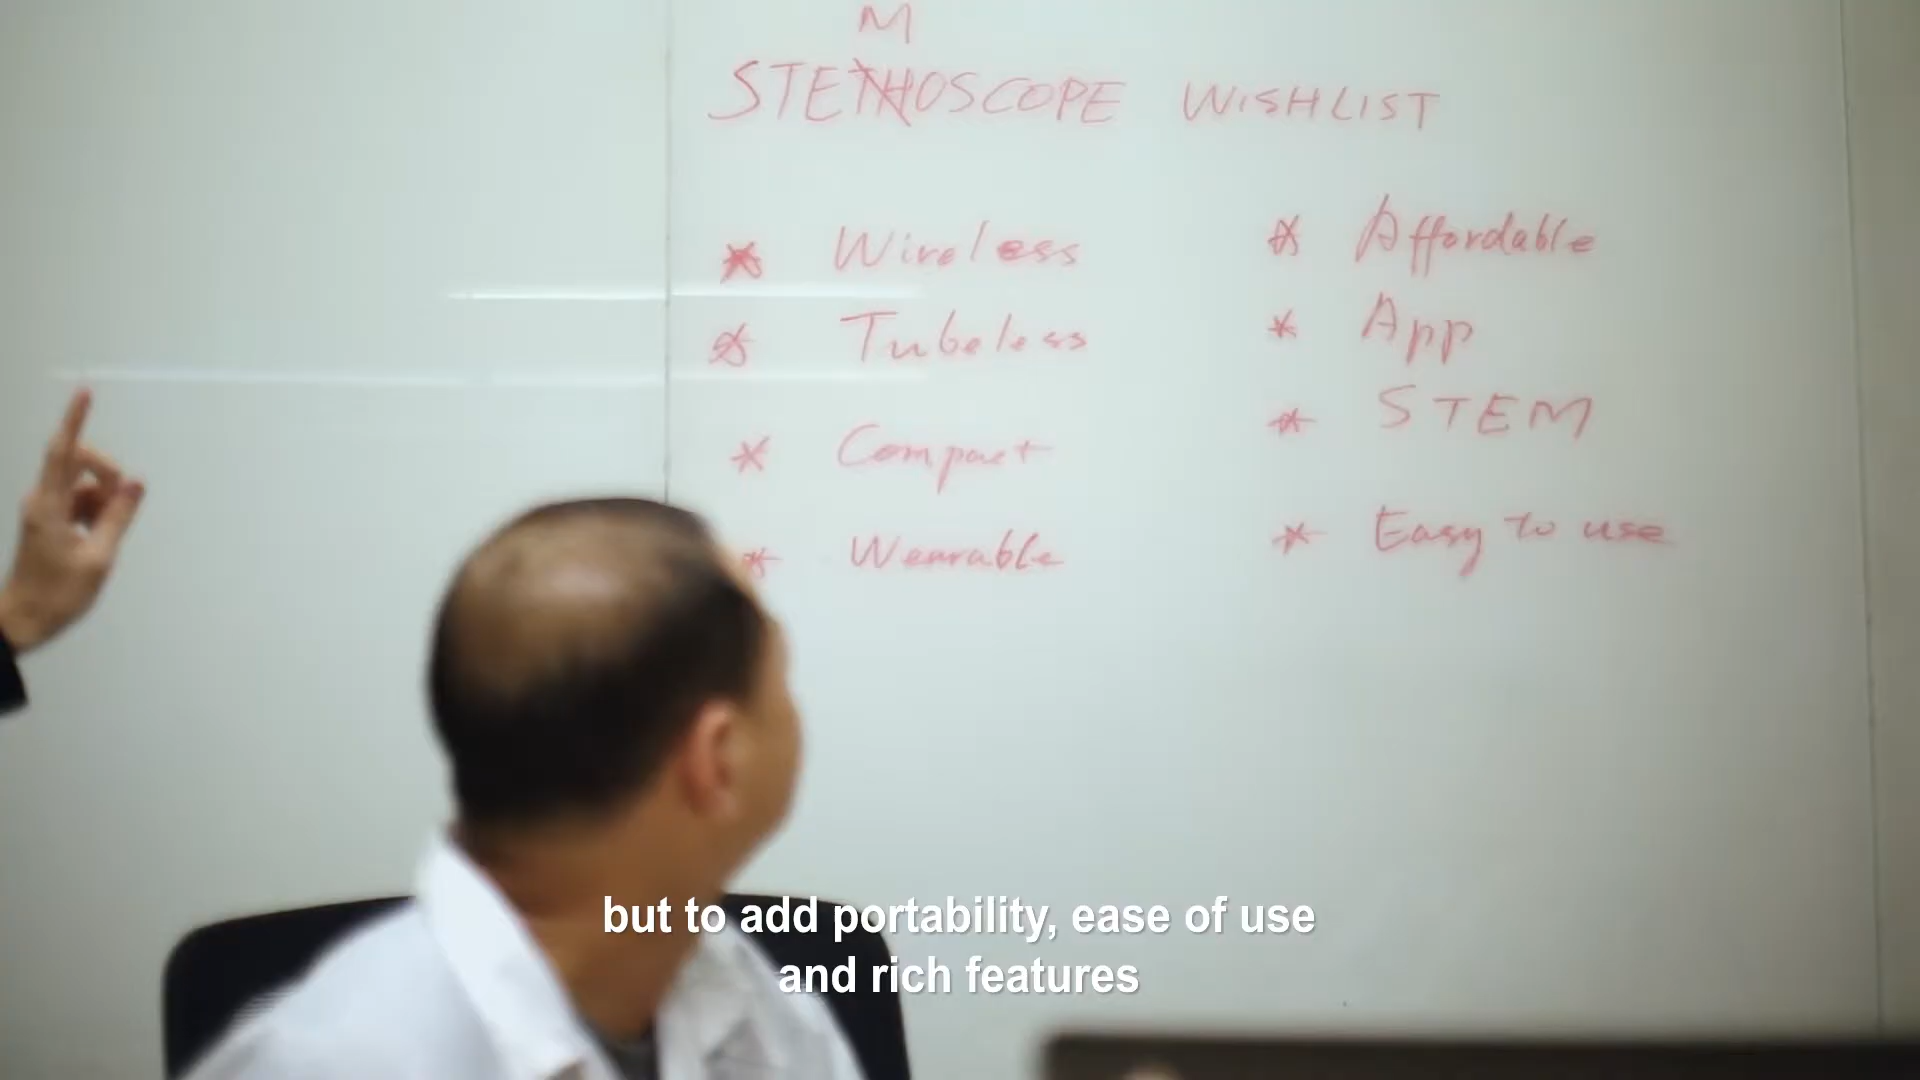 M
STETHOSCOPE WISHLIST
* Wireless
* Tubeless
* Compact
* Wearable
* Affordable
* App
* STEM
* Easy to use
but to add portability, ease of use
and rich features